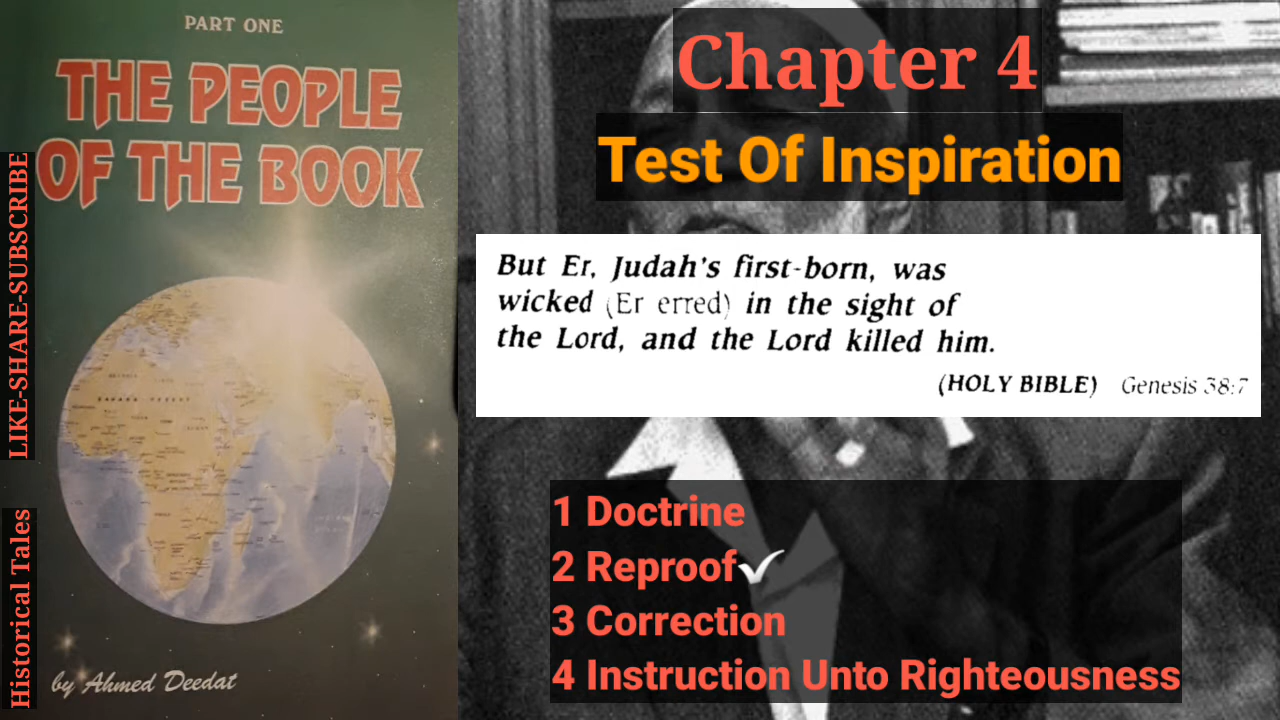 PART ONE
THE PEOPLE
OF THE BOOK
LIKE-SHARE-SUBSCRIBE
Historical Tales
by Ahmed Deedat
Chapter 4
Test Of Inspiration
But Er, Judah's first-born, was
wicked (Er erred) in the sight of
the Lord, and the Lord killed him.
(HOLY BIBLE) Genesis 38:7
1 Doctrine
2 Reproof
3 Correction
4 Instruction Unto Righteousness